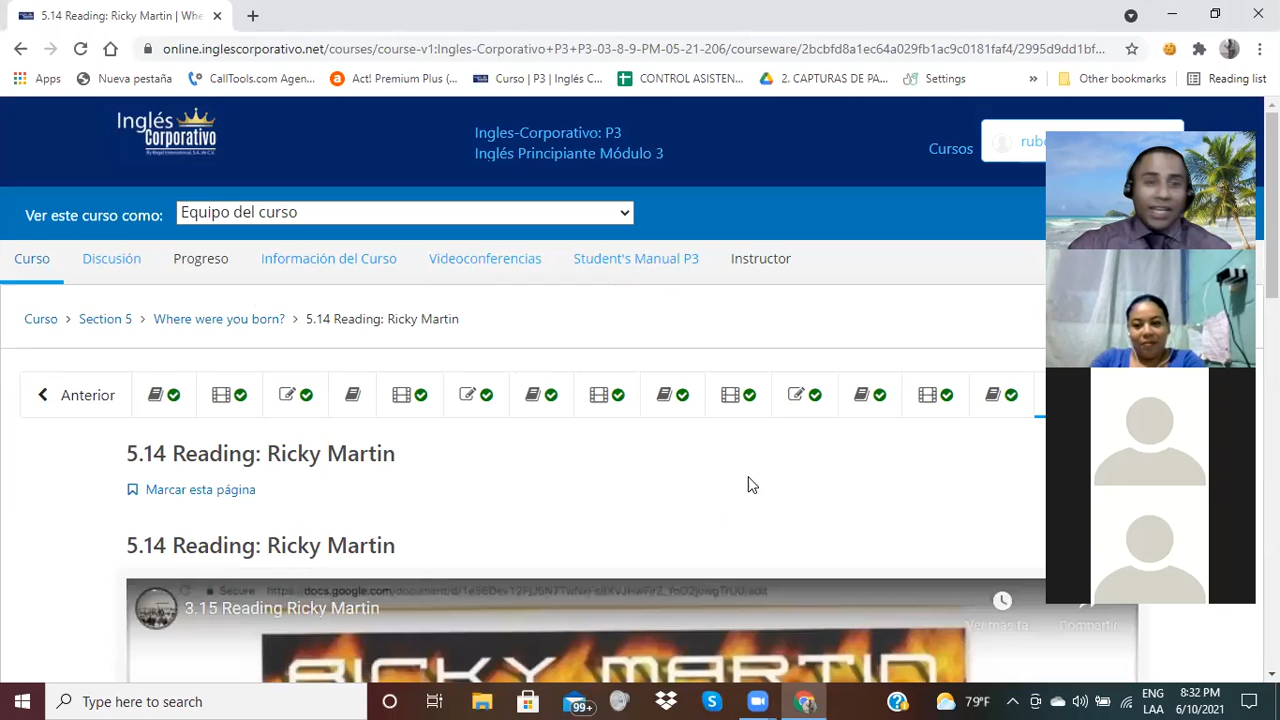 5.14 Reading: Ricky Martin | Whe
online.inglescorporativo.net/courses/course-v1:Ingles-Corporativo+P3+P3-03-8-9-PM-05-21-206/courseware/2bcbfd8a1ec64a029fb1ac9c0181faf4/2995d9dd1bf...
Apps
Nueva pestaña
CallTools.com Agen...
Act! Premium Plus (...
Curso | P3 | Inglés C...
CONTROL ASISTEN...
2. CAPTURAS DE PA...
Settings
»
Other bookmarks
Reading list
Inglés
Corporativo
Ingles-Corporativo: P3
Inglés Principiante Módulo 3
Cursos
rub
Ver este curso como:
Equipo del curso
Curso
Discusión
Progreso
Información del Curso
Videoconferencias
Student's Manual P3
Instructor
Curso > Section 5 > Where were you born? > 5.14 Reading: Ricky Martin
Anterior
5.14 Reading: Ricky Martin
Marcar esta página
5.14 Reading: Ricky Martin
Secure
3.15 Reading Ricky Martin
Ver más ta
Compartir
RICKY MARTIN
Type here to search
99+
79°F
ENG
LAA
8:32 PM
6/10/2021